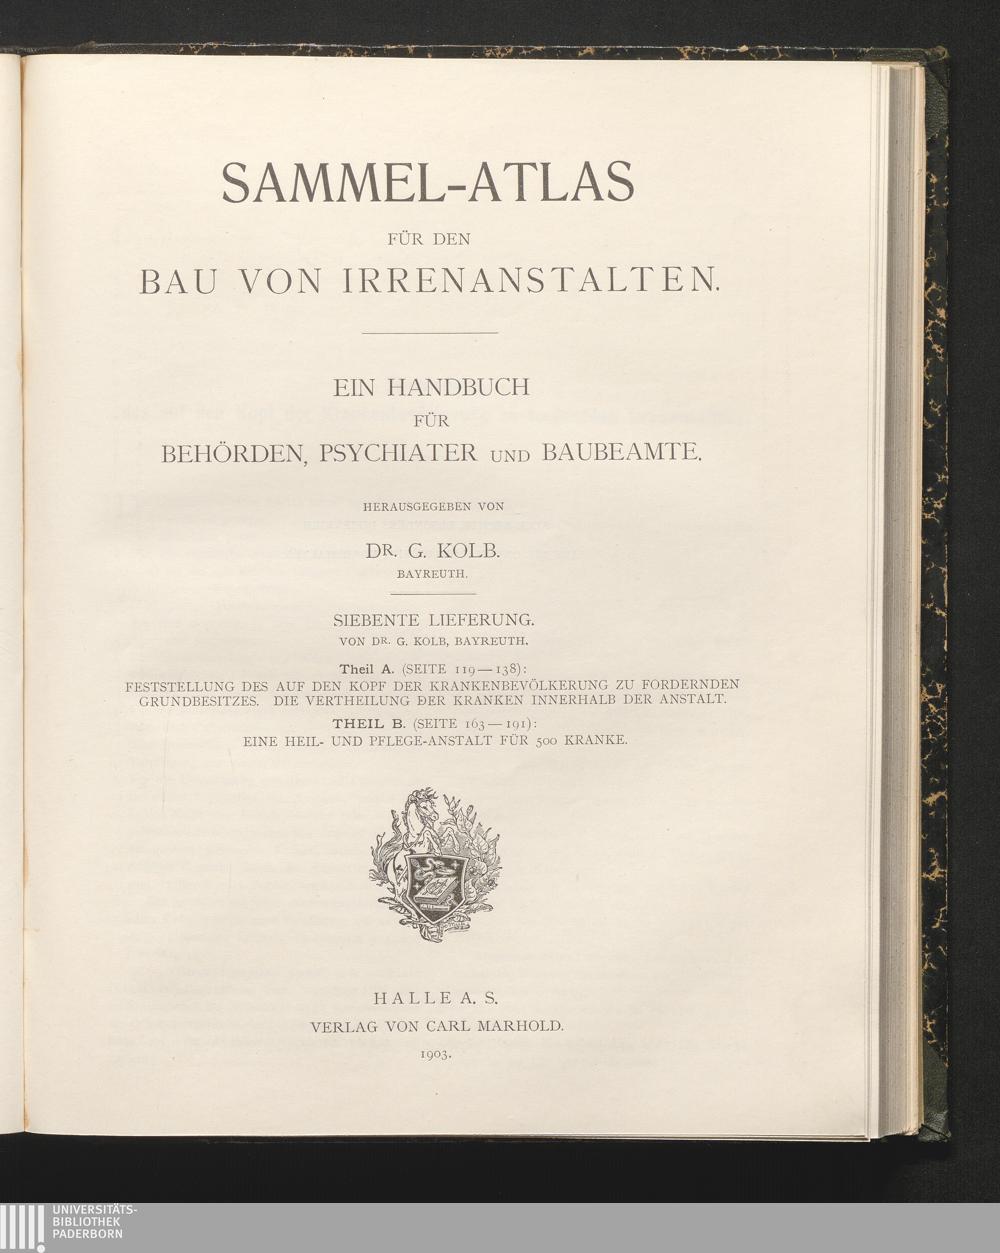 SAMMEL-ATLAS
FÜR DEN
BAU VON IRRENANSTALTEN.
EIN HANDBUCH
FÜR
BEHÖRDEN, PSYCHIATER UND BAUBEAMTE.
HERAUSGEGEBEN VON
DR. G. KOLB.
BAYREUTH.
SIEBENTE LIEFERUNG.
VON DR. G. KOLB, BAYREUTH.
Theil A. (SEITE 119—138):
FESTSTELLUNG DES AUF DEN KOPF DER KRANKENBEVÖLKERUNG ZU FORDERNDEN
GRUNDBESITZES. DIE VERTHEILUNG DER KRANKEN INNERHALB DER ANSTALT.
THEIL B. (SEITE 163—191):
EINE HEIL- UND PFLEGE-ANSTALT FÜR 500 KRANKE.
HALLE A. S.
VERLAG VON CARL MARHOLD.
1903.
UNIVERSITÄTS-
BIBLIOTHEK
PADERBORN